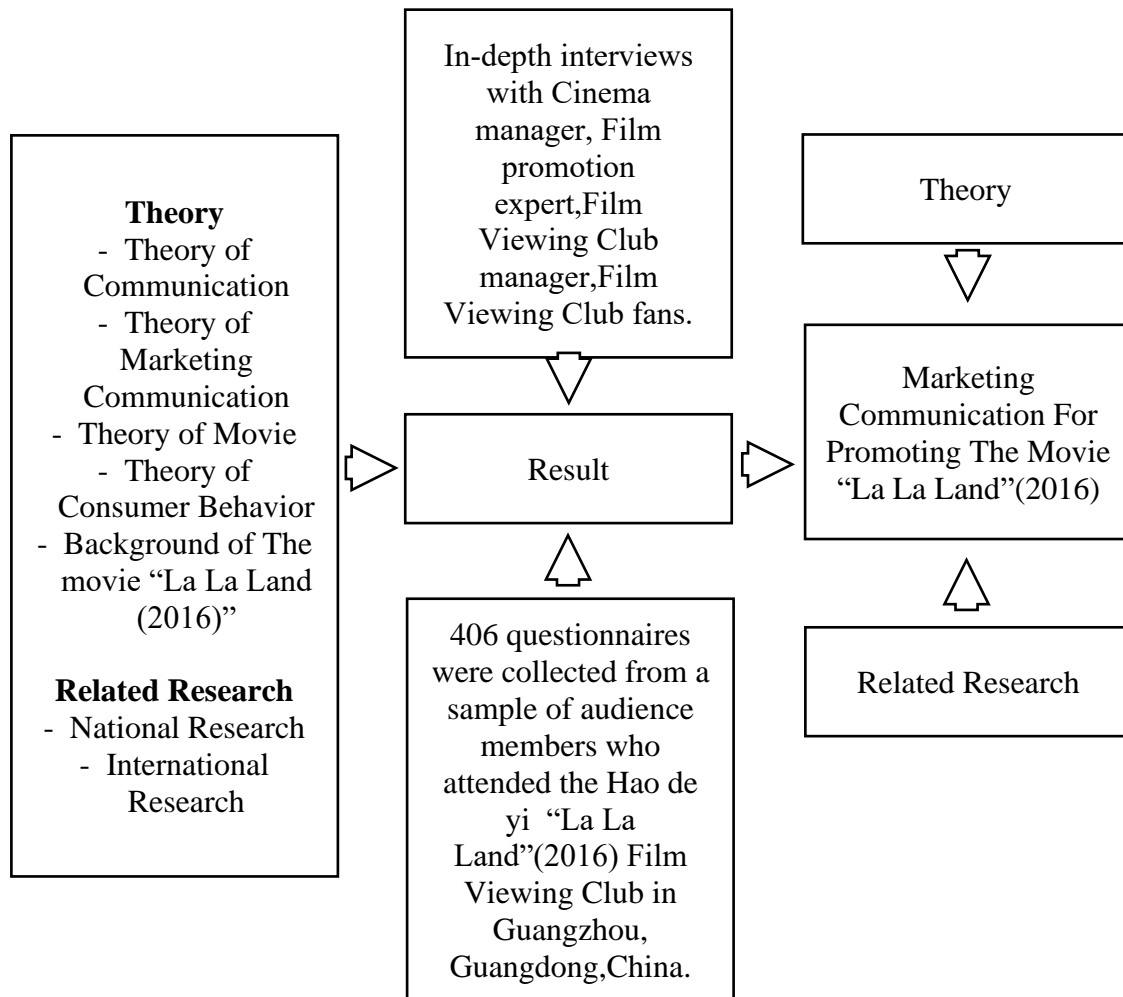 Theory
- Theory of
Communication
- Theory of
Marketing
Communication
- Theory of Movie
- Theory of
Consumer Behavior
- Background of The
movie “La La Land
(2016)”
Related Research
- National Research
- International
Research
In-depth interviews
with Cinema
manager, Film
promotion
expert,Film
Viewing Club
manager,Film
Viewing Club fans.
Result
406 questionnaires
were collected from a
sample of audience
members who
attended the Hao de
yi “La La
Land”(2016) Film
Viewing Club in
Guangzhou,
Guangdong,China.
Theory
Marketing
Communication For
Promoting The Movie
“La La Land”(2016)
Related Research